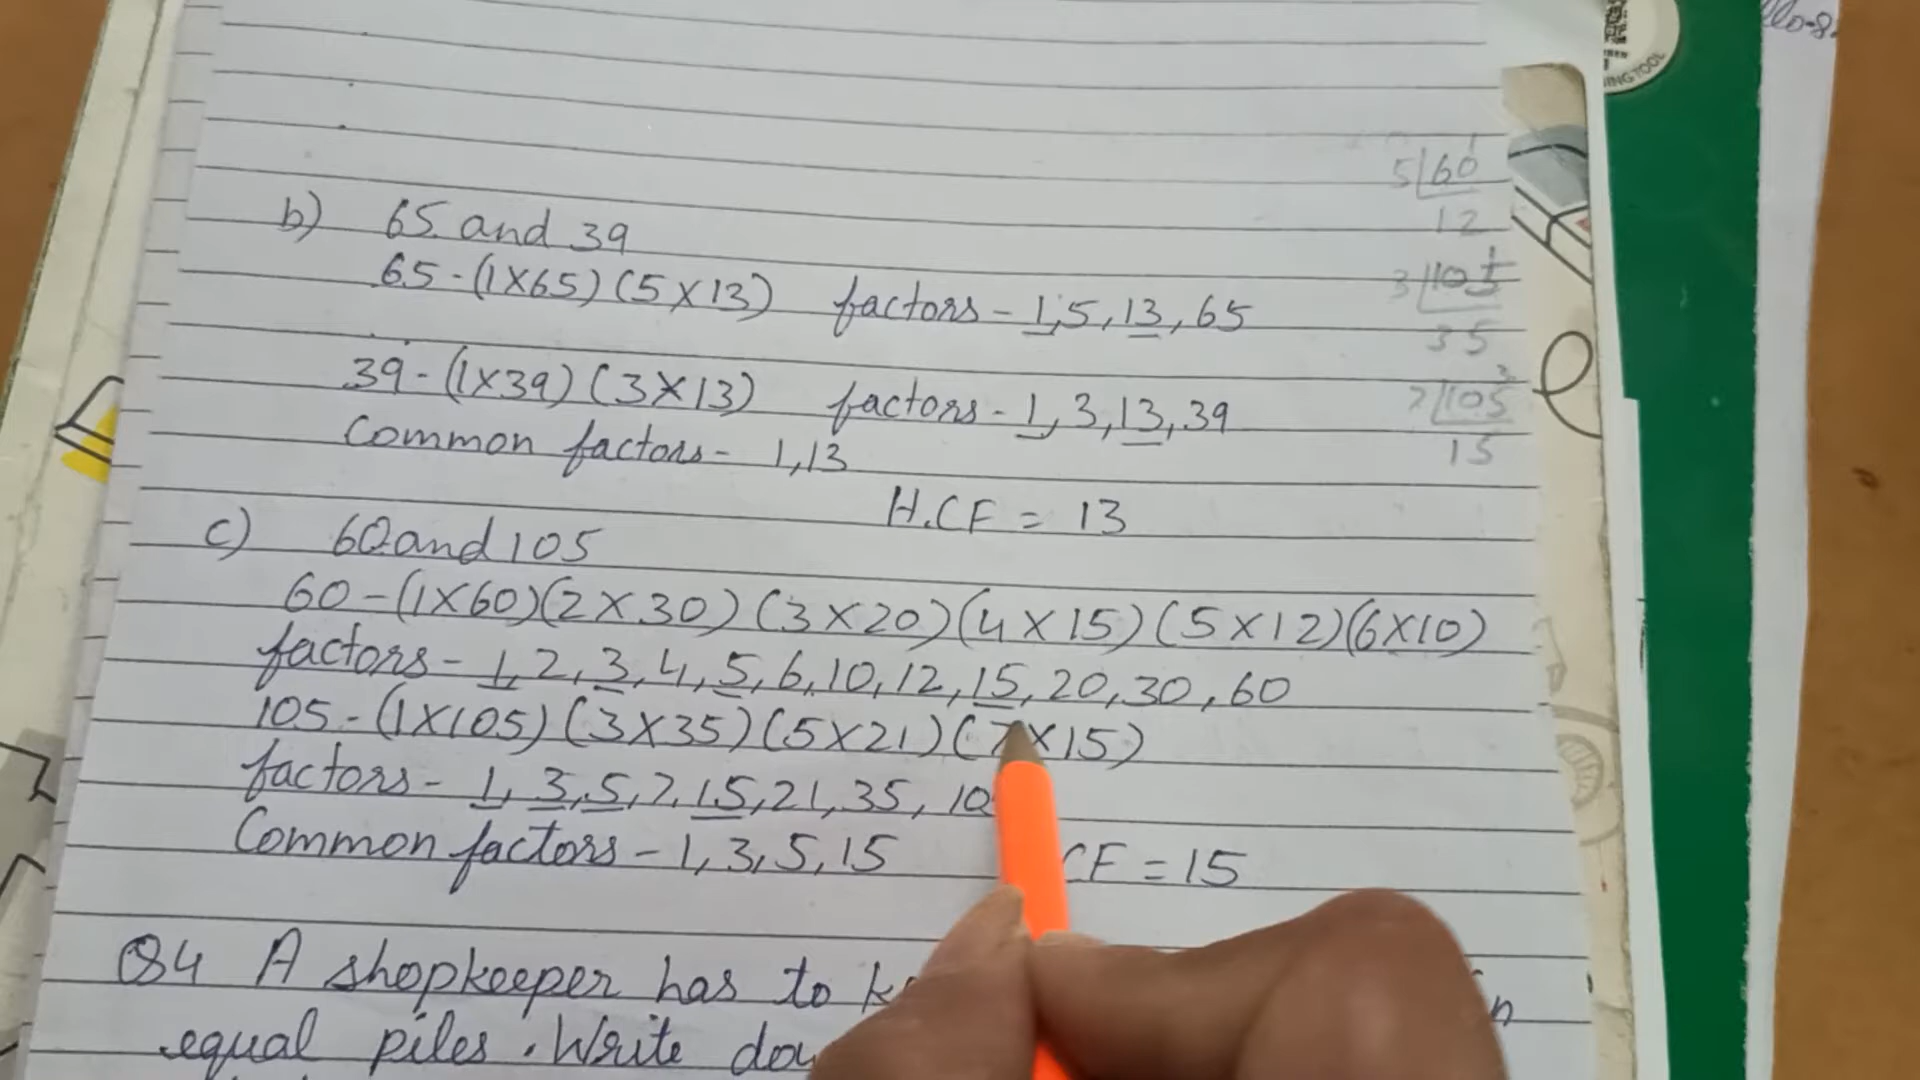 b) 65 and 39
65 - (1×65) (5×13) factors - 1,5,13,65
39 - (1×39) (3×13) factors - 1,3,13,39
Common factors - 1,13
H.CF = 13
c) 60 and 105
60 - (1×60)(2×30) (3×20)(4×15)(5×12)(6×10)
factors - 1,2,3,4,5,6,10,12,15,20,30,60
105 - (1×105) (3×35) (5×21) (7×15)
factors - 1,3,5,7,15,21,35,10
Common factors - 1,3,5,15 CF = 15
Q4 A shopkeeper has to
equal piles. Write
5 60
12
3 105
35
7 105
15
ING TOOL